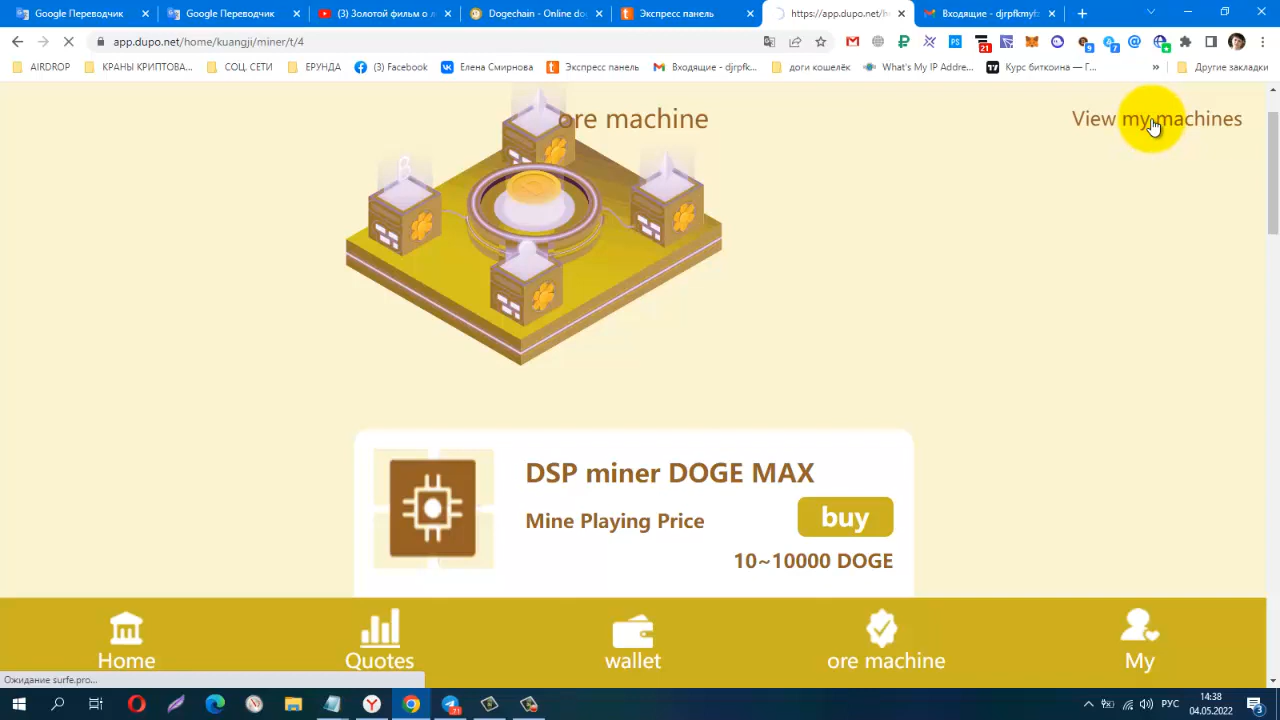 Google Переводчик
Google Переводчик
(3) Золотой фильм о л
Dogechain - Online do
Экспресс панель
https://app.dupo.net/h
Входящие - djrpfkmyl
app.dupo.net/home/kuangji/miner/t/4
AIRDROP
КРАНЫ КРИПТОВА...
СОЦ. СЕТИ
ЕРУНДА
(3) Facebook
Елена Смирнова
Экспресс панель
Входящие - djrpfk...
доги кошелёк
What's My IP Addre...
Курс биткоина — Г...
Другие закладки
ore machine
View my machines
DSP miner DOGE MAX
Mine Playing Price
buy
10~10000 DOGE
Home
Quotes
wallet
ore machine
My
Ожидание surfe.pro...
РУС
14:38
04.05.2022